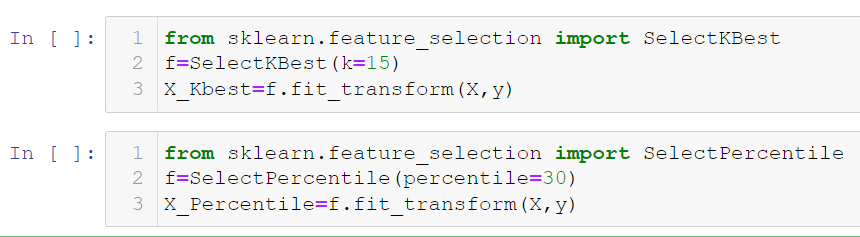 In [ ]: 1 from sklearn.feature_selection import SelectKBest
2 f=SelectKBest(k=15)
3 X_Kbest=f.fit_transform(X,y)
In [ ]: 1 from sklearn.feature_selection import SelectPercentile
2 f=SelectPercentile(percentile=30)
3 X_Percentile=f.fit_transform(X,y)